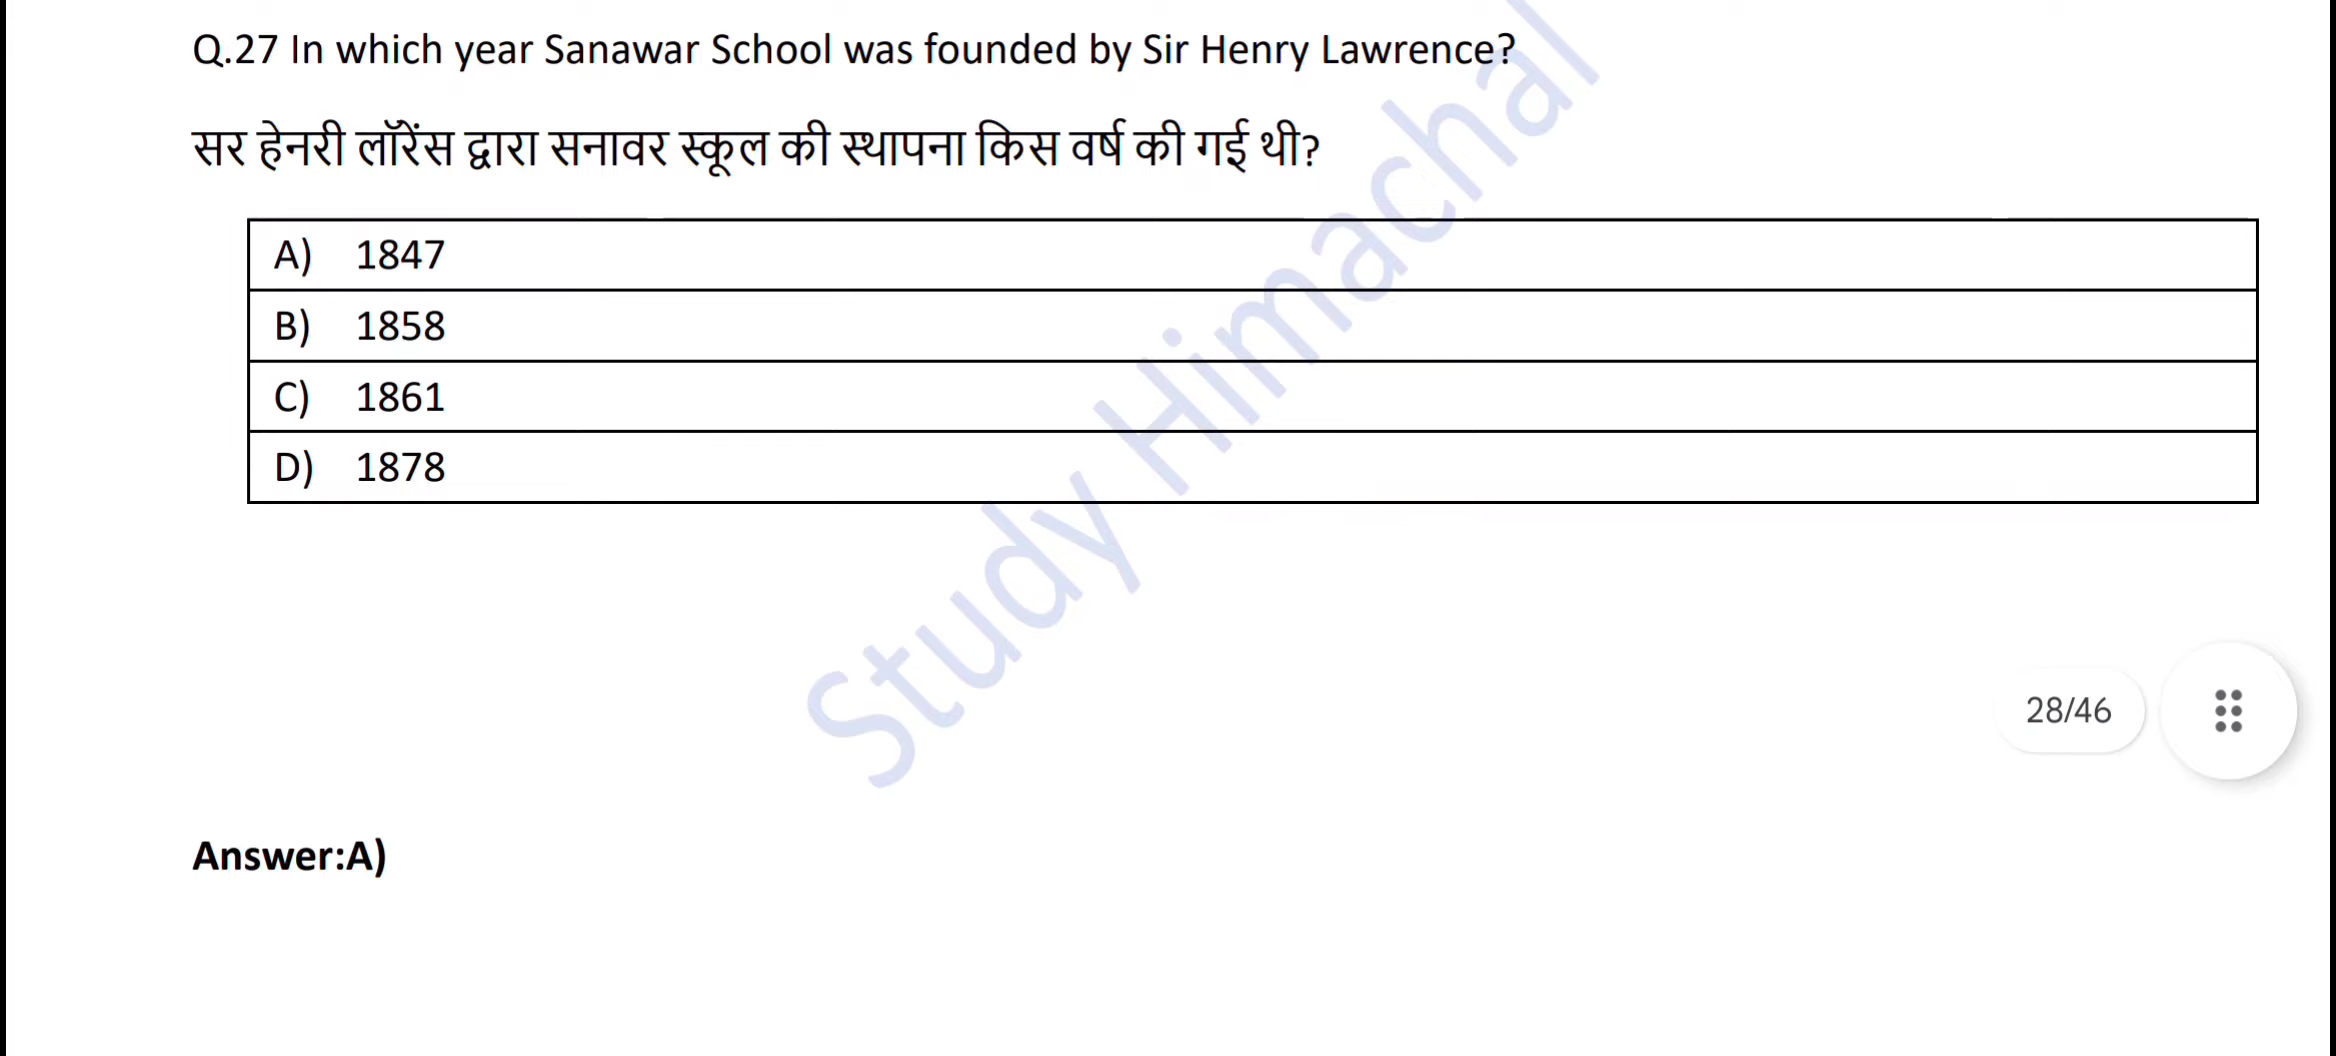 Q.27 In which year Sanawar School was founded by Sir Henry Lawrence?
सर हेनरी लॉरेंस द्वारा सनावर स्कूल की स्थापना किस वर्ष की गई थी?
A) 1847
B) 1858
C) 1861
D) 1878
Study Himachal
28/46
Answer:A)